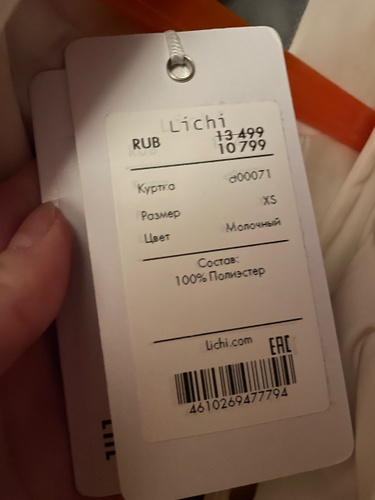 Lichi
RUB 13 499
10 799
Куртка d00071
Размер XS
Цвет Молочный
Состав:
100% Полиэстер
Lichi.com EAC
4610269477794